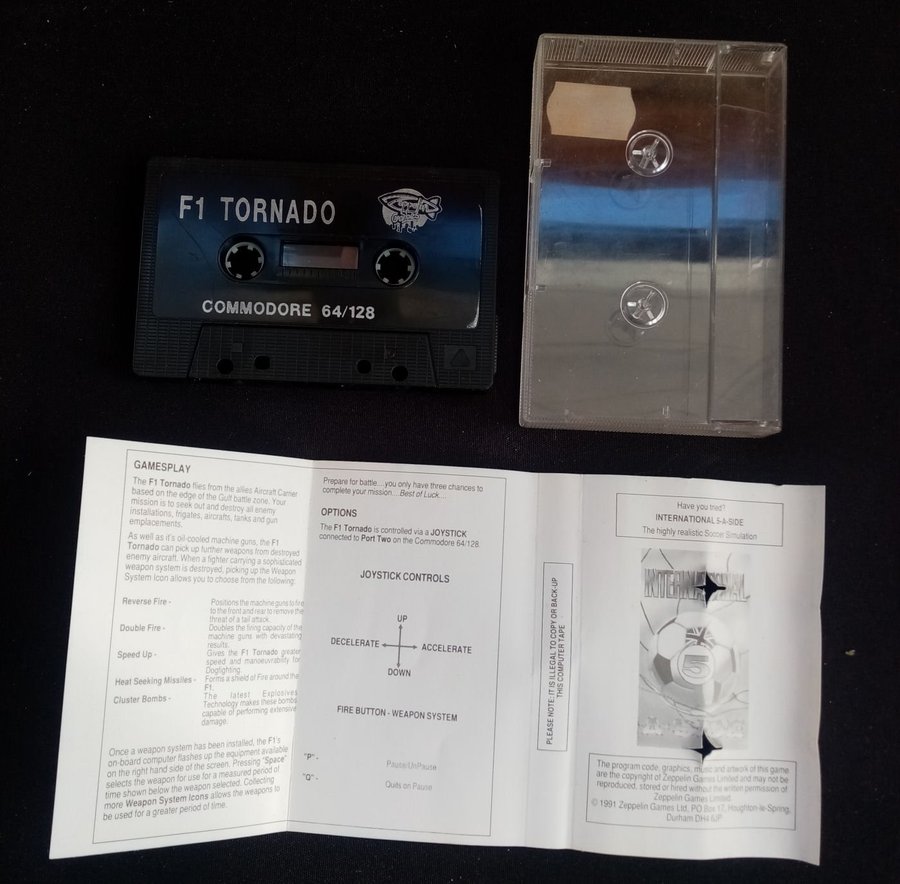 F1 TORNADO
Zeppelin
Games
COMMODORE 64/128
GAMESPLAY
The F1 Tornado flies from the allies Aircraft Carrier
based on the edge of the Gulf battle zone. Your
mission is to seek out and destroy all enemy
installations, frigates, aircrafts, tanks and gun
emplacements.
As well as it's oil-cooled machine guns, the F1
Tornado can pick up further weapons from destroyed
enemy aircraft. When a fighter carrying a sophisticated
weapon system is destroyed, picking up the Weapon
System Icon allows you to choose from the following:
Reverse Fire - Positions the machine guns to fire
to the front and rear to remove the
threat of a tail attack.
Double Fire - Doubles the firing capacity of the
machine guns with devastating
results.
Speed Up - Gives the F1 Tornado greater
speed and manoeuvrability for
Dogfighting.
Heat Seeking Missiles - Forms a shield of Fire around the
F1.
Cluster Bombs - The latest Explosives
Technology makes these bombs
capable of performing extensive
damage.
Once a weapon system has been installed, the F1's
on-board computer flashes up the equipment available
on the right hand side of the screen. Pressing "Space"
selects the weapon for use for a measured period of
time shown below the weapon selected. Collecting
more Weapon System Icons allows the weapons to
be used for a greater period of time.
Prepare for battle....you only have three chances to
complete your mission....Best of Luck....
OPTIONS
The F1 Tornado is controlled via a JOYSTICK
connected to Port Two on the Commodore 64/128.
JOYSTICK CONTROLS
UP
DECELERATE
ACCELERATE
DOWN
FIRE BUTTON - WEAPON SYSTEM
"P" - Pause/UnPause
"Q" - Quits on Pause
PLEASE NOTE: IT IS ILLEGAL TO COPY OR BACK-UP
THIS COMPUTER TAPE
Have you tried?
INTERNATIONAL 5-A-SIDE
The highly realistic Soccer Simulation
INTERNATIONAL
5
The program code, graphics, music and artwork of this game
are the copyright of Zeppelin Games Limited and may not be
reproduced, stored or hired without the written permission of
Zeppelin Games Limited.
© 1991 Zeppelin Games Ltd, PO Box 17, Houghton-le-Spring,
Durham DH4 6JP